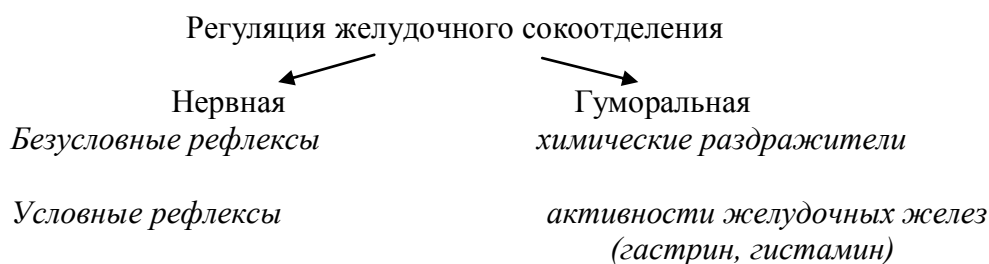 Регуляция желудочного сокоотделения
Нервная Гуморальная
Безусловные рефлексы химические раздражители
Условные рефлексы активности желудочных желез
(гастрин, гистамин)